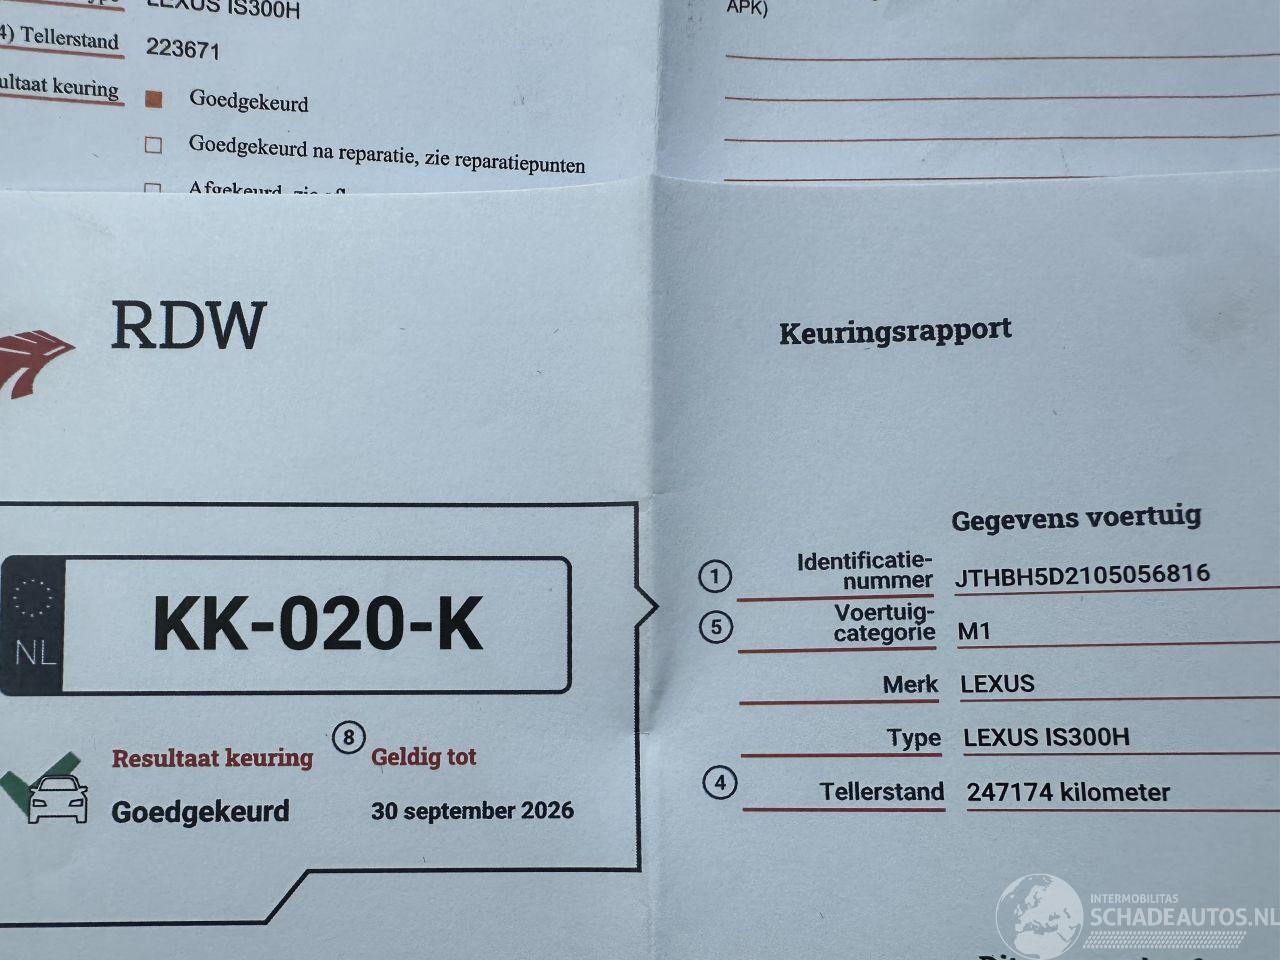 LEXUS IS300H
APK)
4) Tellerstand 223671
ultaat keuring
Goedgekeurd
Goedgekeurd na reparatie, zie reparatiepunten
Afgekeurd, zie
RDW
Keuringsrapport
NL
KK-020-K
Resultaat keuring
8
Geldig tot
Goedgekeurd
30 september 2026
Gegevens voertuig
1 Identificatie-
nummer JTHBH5D2105056816
5 Voertuig-
categorie M1
Merk LEXUS
Type LEXUS IS300H
4 Tellerstand 247174 kilometer
INTERMOBILITAS
SCHADEAUTOS.NL